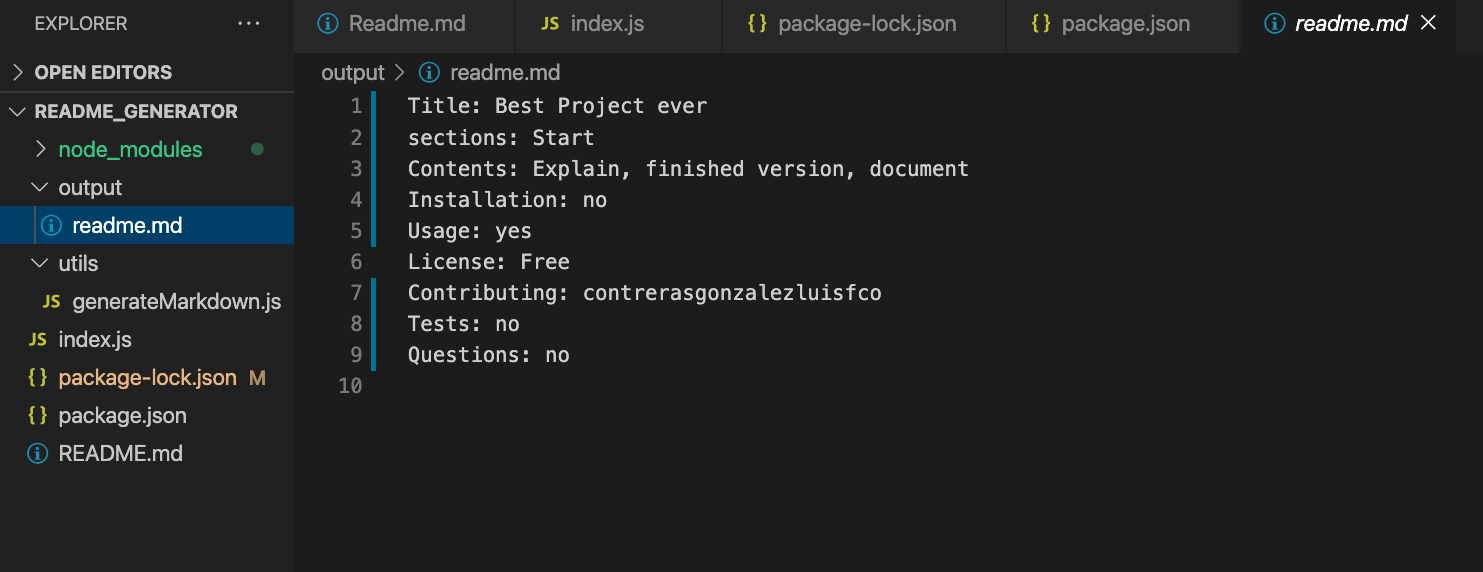 EXPLORER ...
OPEN EDITORS
README_GENERATOR
node_modules
output
readme.md
utils
JS generateMarkdown.js
JS index.js
{} package-lock.json M
{} package.json
README.md
Readme.md JS index.js {} package-lock.json {} package.json readme.md
output > readme.md
1 Title: Best Project ever
2 sections: Start
3 Contents: Explain, finished version, document
4 Installation: no
5 Usage: yes
6 License: Free
7 Contributing: contrerasgonzalezluisfco
8 Tests: no
9 Questions: no
10